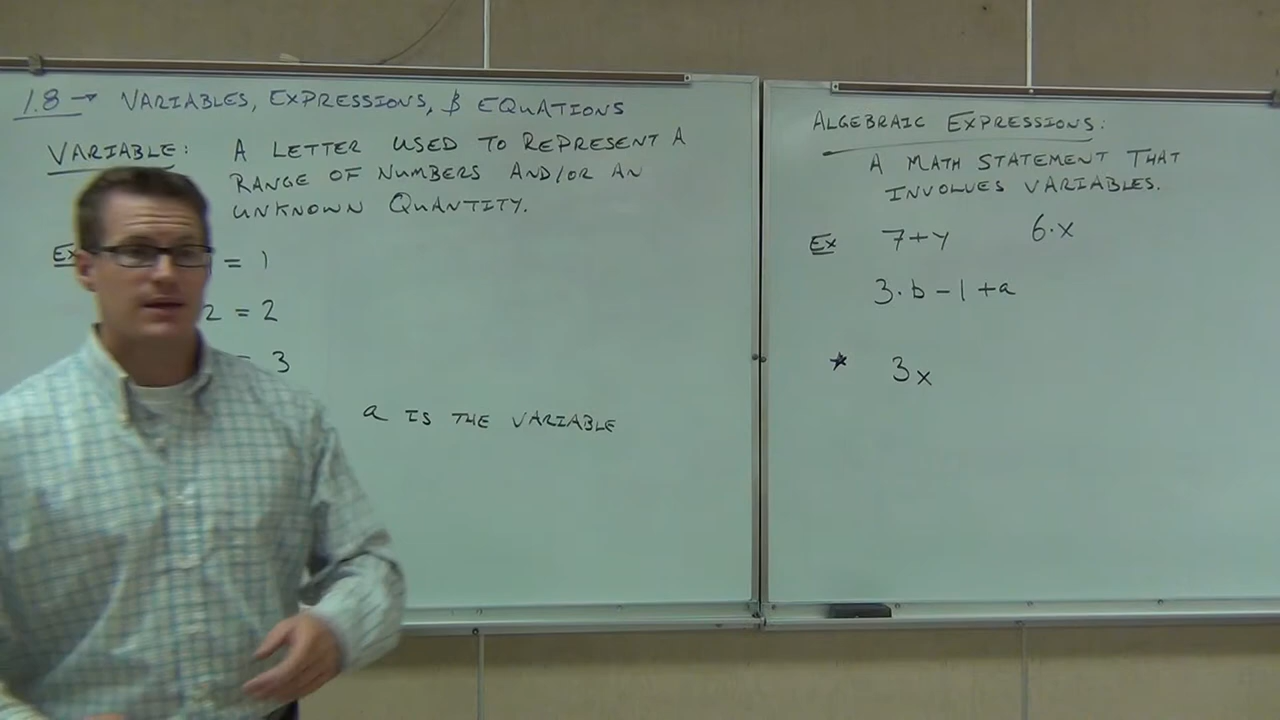 1.8 → VARIABLES, EXPRESSIONS, & EQUATIONS
VARIABLE: A LETTER USED TO REPRESENT A
RANGE OF NUMBERS AND/OR AN
UNKNOWN QUANTITY.
EX = 1
2 = 2
= 3
a IS THE VARIABLE
ALGEBRAIC EXPRESSIONS:
A MATH STATEMENT THAT
INVOLVES VARIABLES.
EX 7+y 6·x
3·b-1+a
* 3x